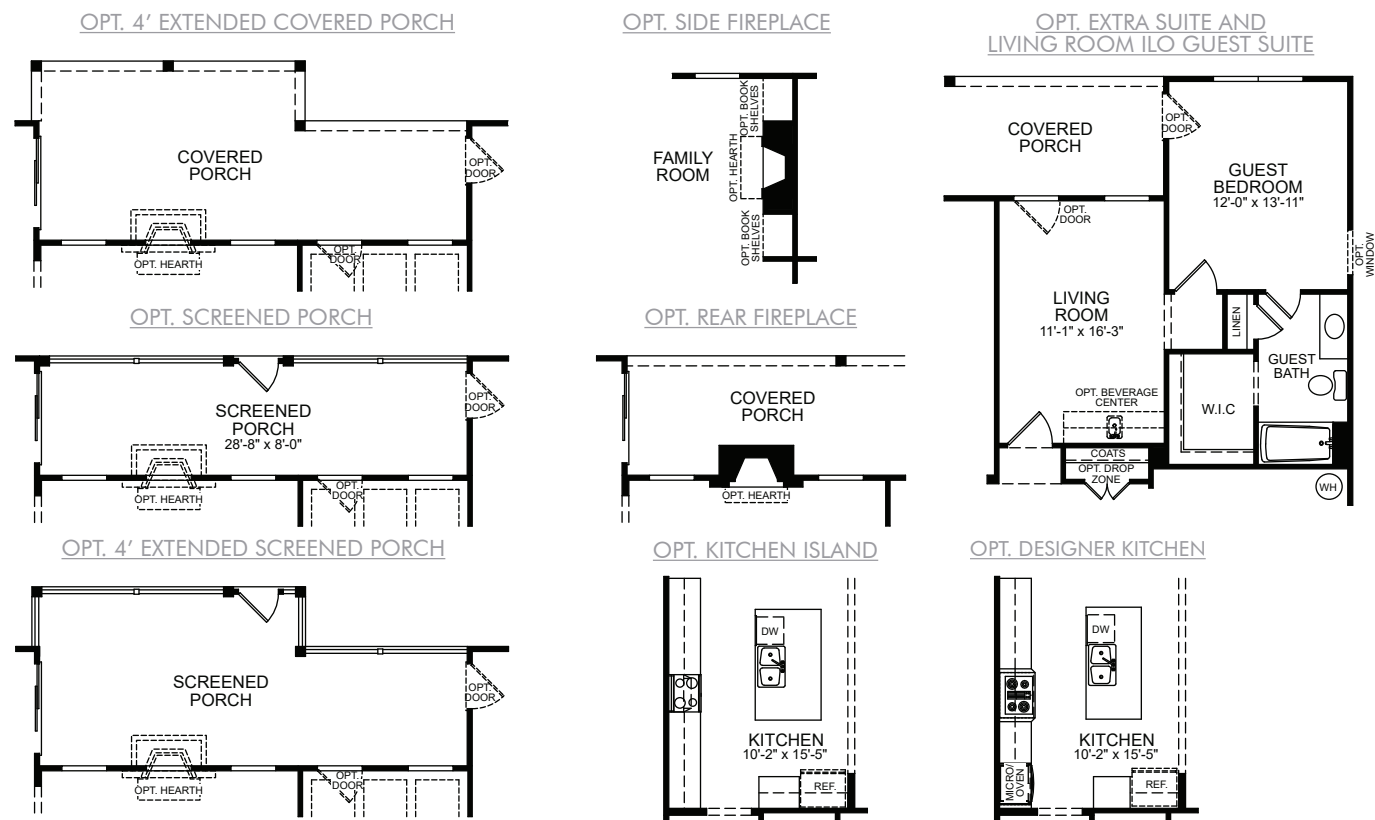 OPT. 4' EXTENDED COVERED PORCH
COVERED
PORCH
OPT.
DOOR
OPT. HEARTH
OPT.
DOOR
OPT. SCREENED PORCH
SCREENED
PORCH
28'-8" x 8'-0"
OPT.
DOOR
OPT. HEARTH
OPT.
DOOR
OPT. 4' EXTENDED SCREENED PORCH
SCREENED
PORCH
OPT.
DOOR
OPT. HEARTH
OPT.
DOOR
OPT. SIDE FIREPLACE
FAMILY
ROOM
OPT. BOOK
SHELVES
OPT. HEARTH
OPT. BOOK
SHELVES
OPT. REAR FIREPLACE
COVERED
PORCH
OPT. HEARTH
OPT. KITCHEN ISLAND
DW
KITCHEN
10'-2" x 15'-5"
REF.
OPT. EXTRA SUITE AND
LIVING ROOM ILO GUEST SUITE
COVERED
PORCH
OPT.
DOOR
GUEST
BEDROOM
12'-0" x 13'-11"
OPT.
DOOR
OPT.
WINDOW
LIVING
ROOM
11'-1" x 16'-3"
LINEN
GUEST
BATH
OPT. BEVERAGE
CENTER
W.I.C
COATS
OPT. DROP
ZONE
WH
OPT. DESIGNER KITCHEN
DW
KITCHEN
10'-2" x 15'-5"
MICRO/
OVEN
REF.